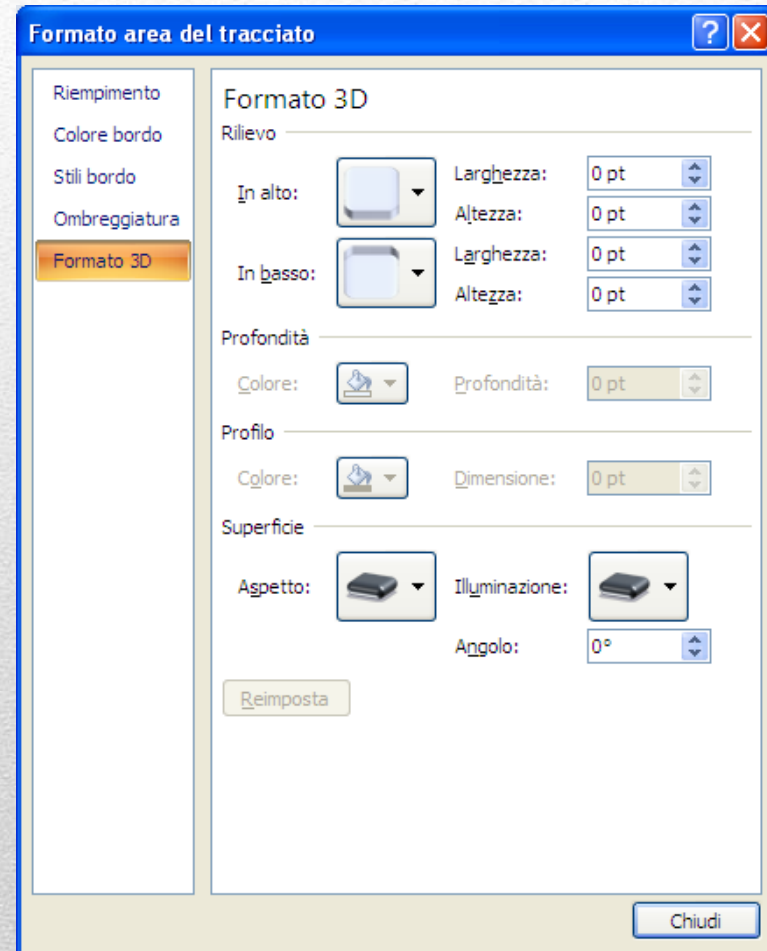 Formato area del tracciato
Riempimento
Colore bordo
Stili bordo
Ombreggiatura
Formato 3D
Formato 3D
Rilievo
In alto:
Larghezza: 0 pt
Altezza: 0 pt
In basso:
Larghezza: 0 pt
Altezza: 0 pt
Profondità
Colore: Profondità: 0 pt
Profilo
Colore: Dimensione: 0 pt
Superficie
Aspetto: Illuminazione:
Angolo: 0°
Reimposta
Chiudi